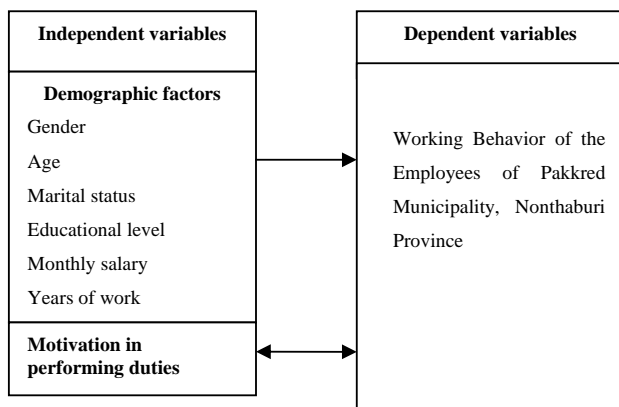 Independent variables
Demographic factors
Gender
Age
Marital status
Educational level
Monthly salary
Years of work
Motivation in
performing duties
Dependent variables
Working Behavior of the
Employees of Pakkred
Municipality, Nonthaburi
Province